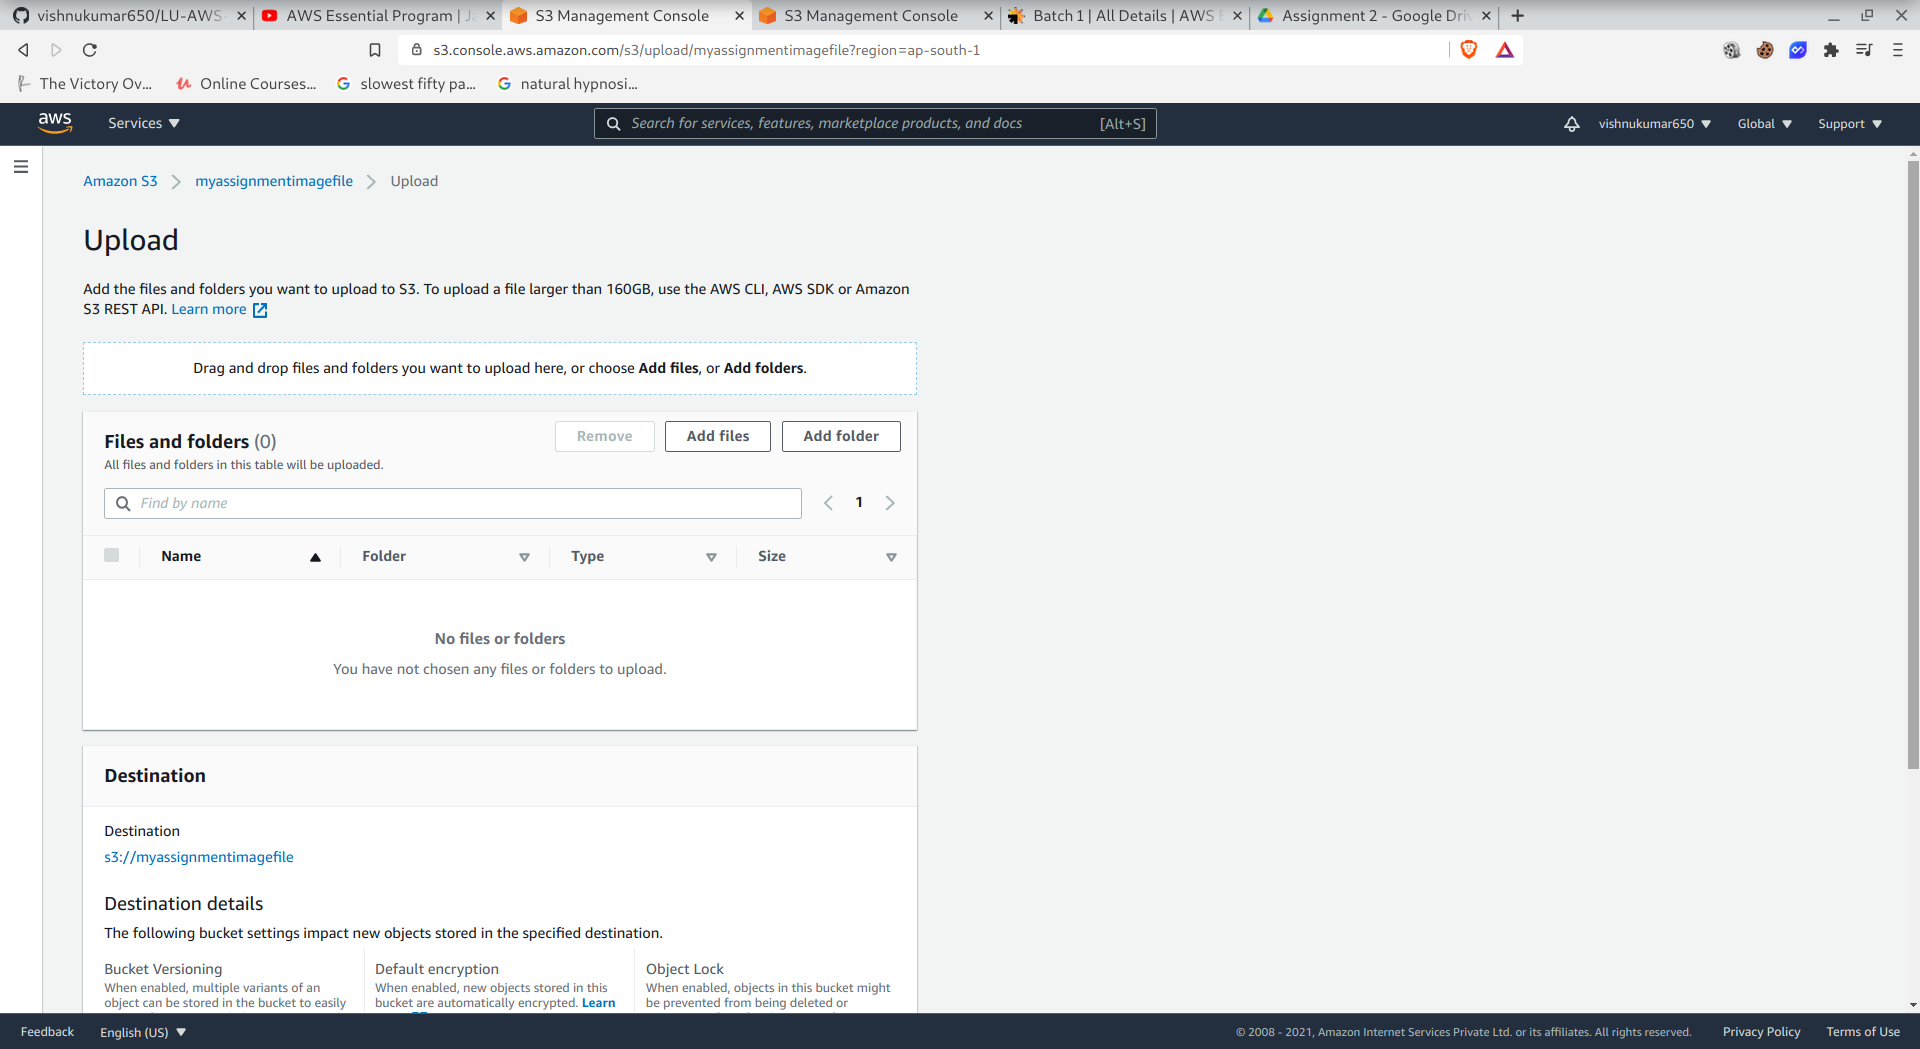 vishnukumar650/LU-AWS-
AWS Essential Program | Ja
S3 Management Console
S3 Management Console
Batch 1 | All Details | AWS E
Assignment 2 - Google Driv
s3.console.aws.amazon.com/s3/upload/myassignmentimagefile?region=ap-south-1
The Victory Ov...
Online Courses...
slowest fifty pa...
natural hypnosi...
aws
Services
Search for services, features, marketplace products, and docs
[Alt+S]
vishnukumar650
Global
Support
Amazon S3
myassignmentimagefile
Upload
Upload
Add the files and folders you want to upload to S3. To upload a file larger than 160GB, use the AWS CLI, AWS SDK or Amazon
S3 REST API. Learn more
Drag and drop files and folders you want to upload here, or choose Add files, or Add folders.
Files and folders (0)
Remove
Add files
Add folder
All files and folders in this table will be uploaded.
Find by name
1
Name
Folder
Type
Size
No files or folders
You have not chosen any files or folders to upload.
Destination
Destination
s3://myassignmentimagefile
Destination details
The following bucket settings impact new objects stored in the specified destination.
Bucket Versioning
When enabled, multiple variants of an
object can be stored in the bucket to easily
Default encryption
When enabled, new objects stored in this
bucket are automatically encrypted. Learn
Object Lock
When enabled, objects in this bucket might
be prevented from being deleted or
Feedback
English (US)
© 2008 - 2021, Amazon Internet Services Private Ltd. or its affiliates. All rights reserved.
Privacy Policy
Terms of Use